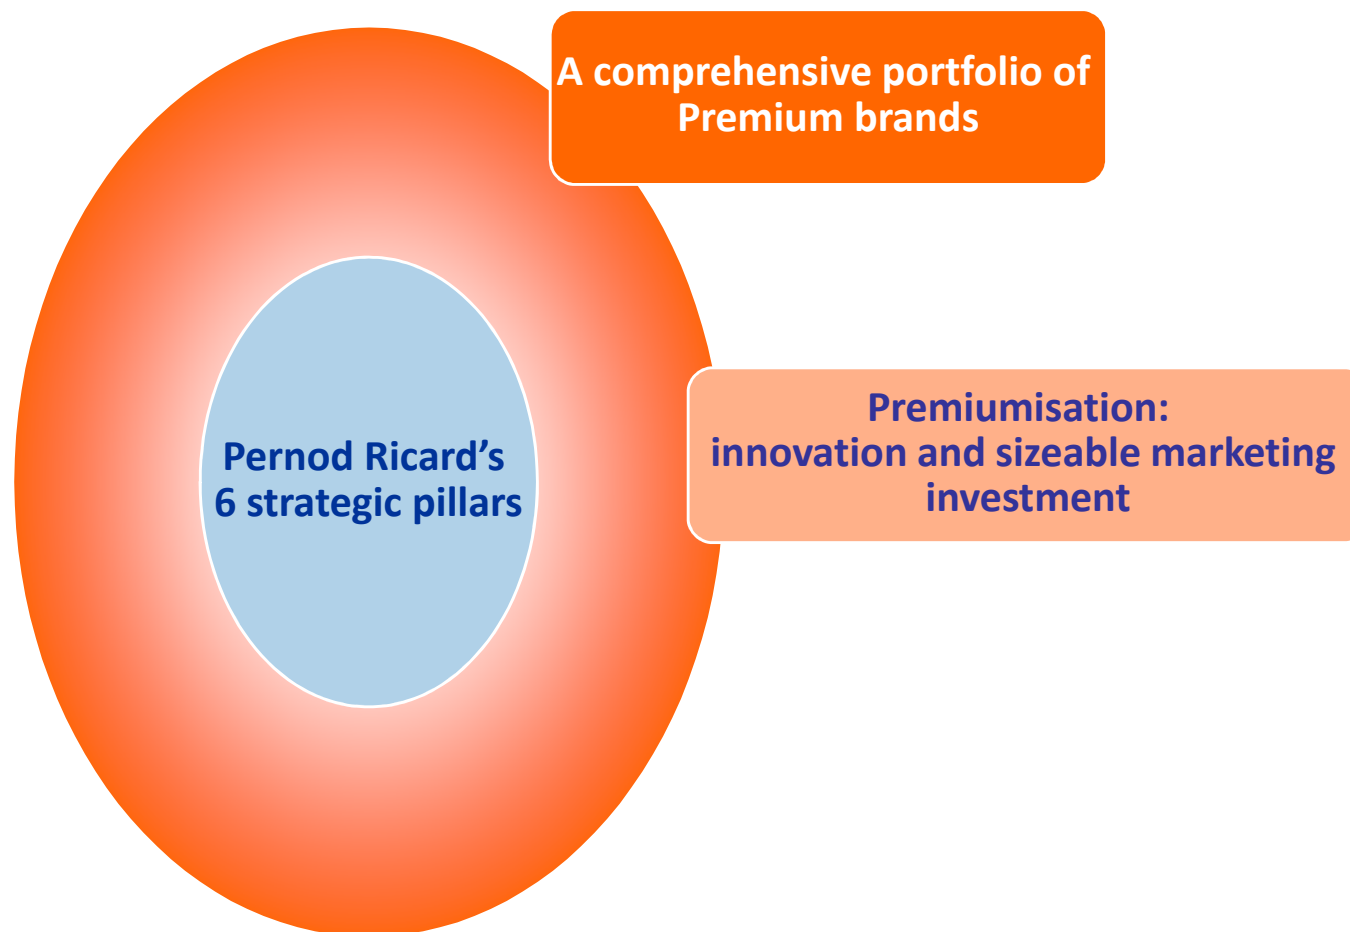 A comprehensive portfolio of
Premium brands
Premiumisation:
innovation and sizeable marketing
investment
Pernod Ricard’s
6 strategic pillars